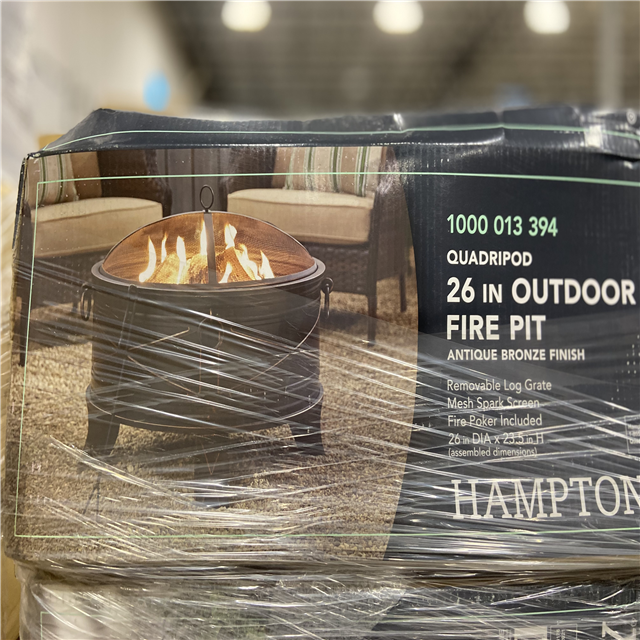 1000 013 394
QUADRIPOD
26 IN OUTDOOR
FIRE PIT
ANTIQUE BRONZE FINISH
Removable Log Grate
Mesh Spark Screen
Fire Poker Included
26 in DIA x 23.5 in H
(assembled dimensions)
HAMPTON